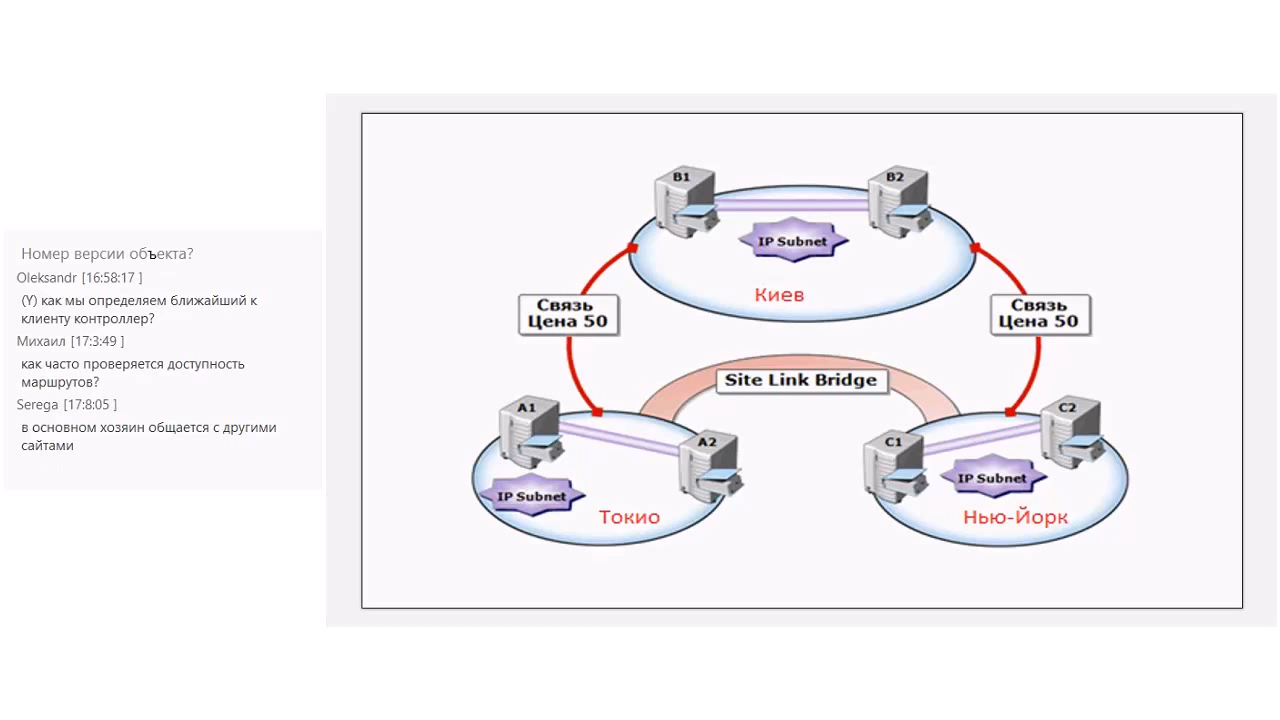 Номер версии объекта?
Oleksandr [16:58:17 ]
(Y) как мы определяем ближайший к
клиенту контроллер?
Михаил [17:3:49 ]
как часто проверяется доступность
маршрутов?
Serega [17:8:05 ]
в основном хозяин общается с другими
сайтами
B1
B2
IP Subnet
Киев
Связь
Цена 50
Связь
Цена 50
Site Link Bridge
A1
A2
IP Subnet
Токио
C1
C2
IP Subnet
Нью-Йорк